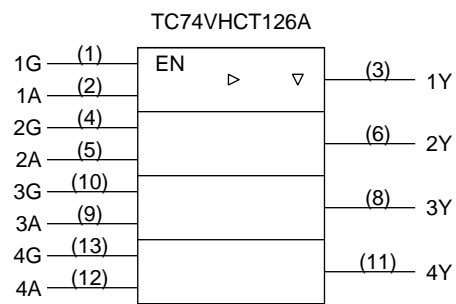 TC74VHCT126A
1G (1) EN (3) 1Y
1A (2)
2G (4) (6) 2Y
2A (5)
3G (10) (8) 3Y
3A (9)
4G (13) (11) 4Y
4A (12)